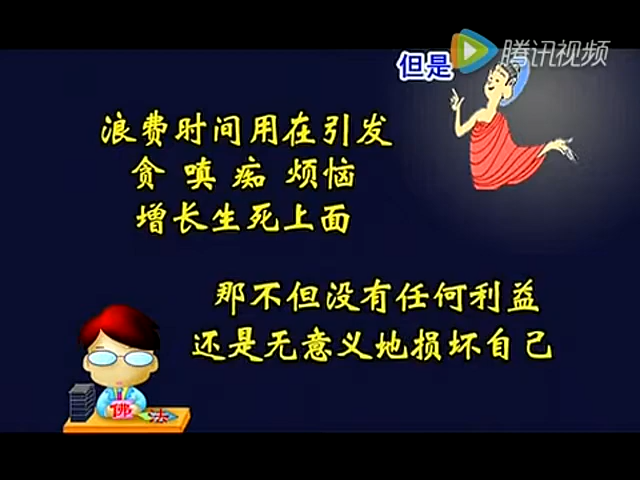 腾讯视频
但是
浪费时间用在引发
贪 嗔 痴 烦恼
增长生死上面
那不但没有任何利益
还是无意义地损坏自己
佛 法